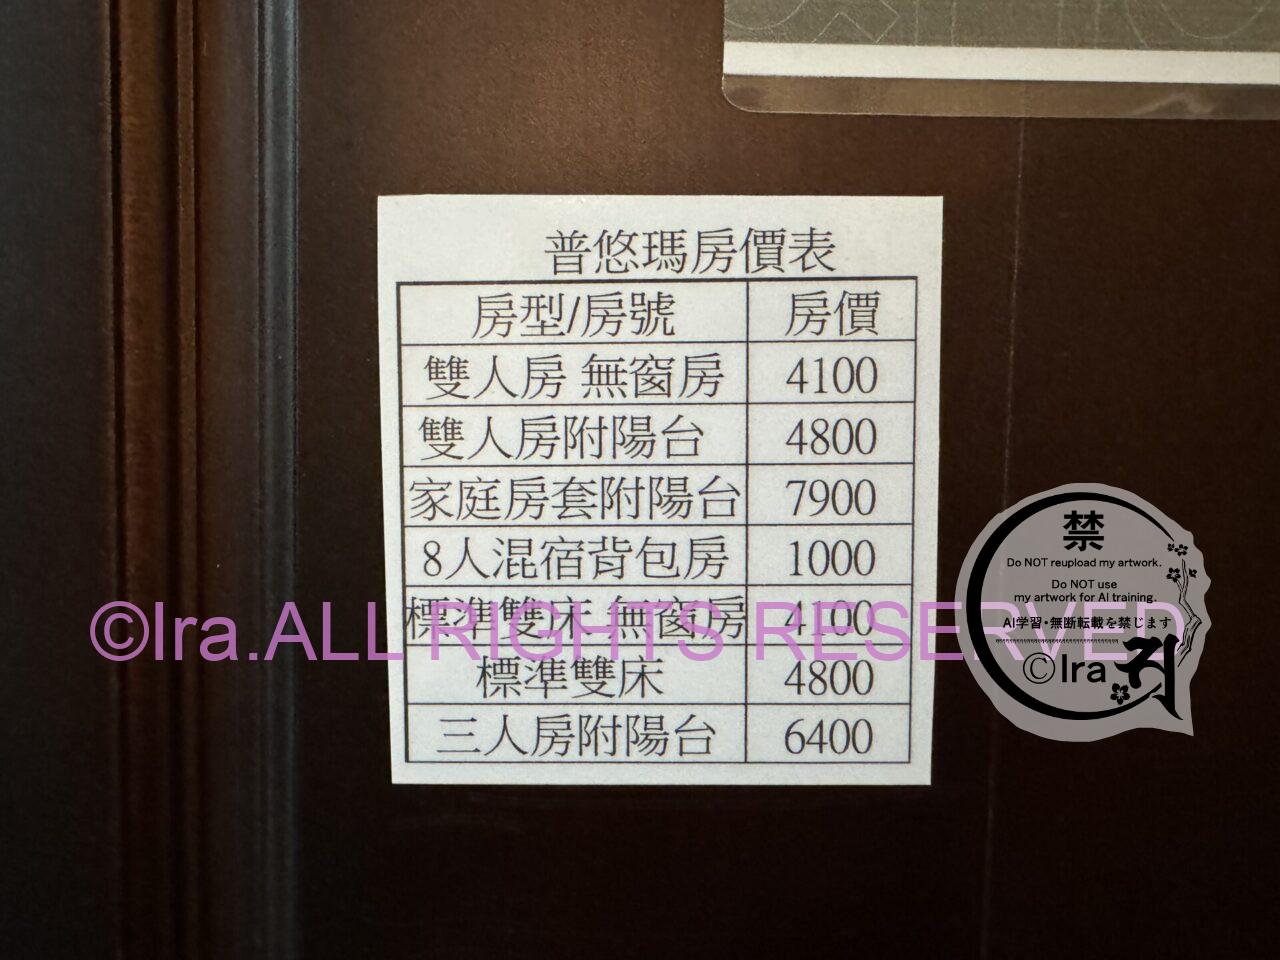 普悠瑪房價表
房型/房號 房價
雙人房 無窗房 4100
雙人房附陽台 4800
家庭房套附陽台 7900
8人混宿背包房 1000
標準雙床 無窗房 4100
標準雙床 4800
三人房附陽台 6400
©Ira.ALL RIGHTS RESERVED
禁
Do NOT reupload my artwork.
Do NOT use
my artwork for AI training.
AI学習・無断転載を禁じます
©Ira